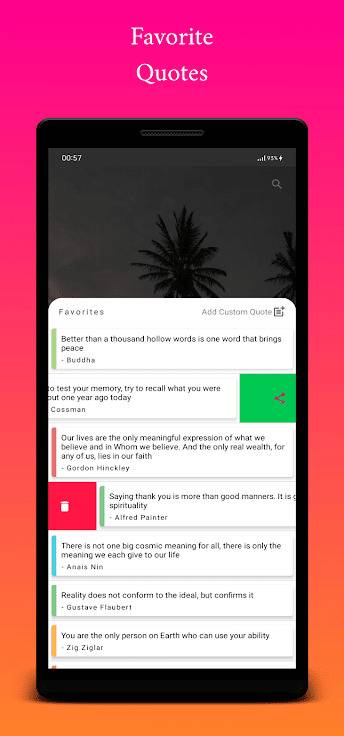 Favorite
Quotes
00:57
95%
Favorites
Add Custom Quote
Better than a thousand hollow words is one word that brings
peace
- Buddha
to test your memory, try to recall what you were
out one year ago today
Cossman
Our lives are the only meaningful expression of what we
believe and in Whom we believe. And the only real wealth, for
any of us, lies in our faith
- Gordon Hinckley
Saying thank you is more than good manners. It is g
spirituality
- Alfred Painter
There is not one big cosmic meaning for all, there is only the
meaning we each give to our life
- Anais Nin
Reality does not conform to the ideal, but confirms it
- Gustave Flaubert
You are the only person on Earth who can use your ability
- Zig Ziglar